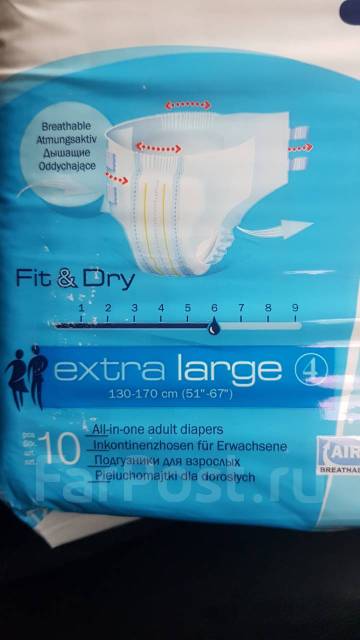 Breathable
Atmungsaktiv
Дышащие
Oddychające
Fit & Dry
1 2 3 4 5 6 7 8 9
extra large 4
130-170 cm (51"-67")
10
All-in-one adult diapers
Inkontinenzhosen für Erwachsene
Подгузники для взрослых
Pieluchomajtki dla dorosłych
AIR
BREATHABLE
FarPost.ru